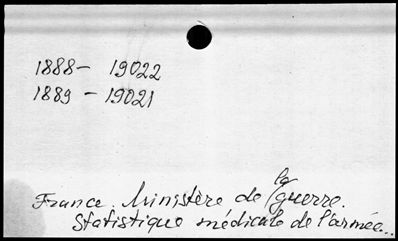 1888- 19022
1889 - 19021
France. Ministère de la guerre.
Statistique médicale de l'armée...